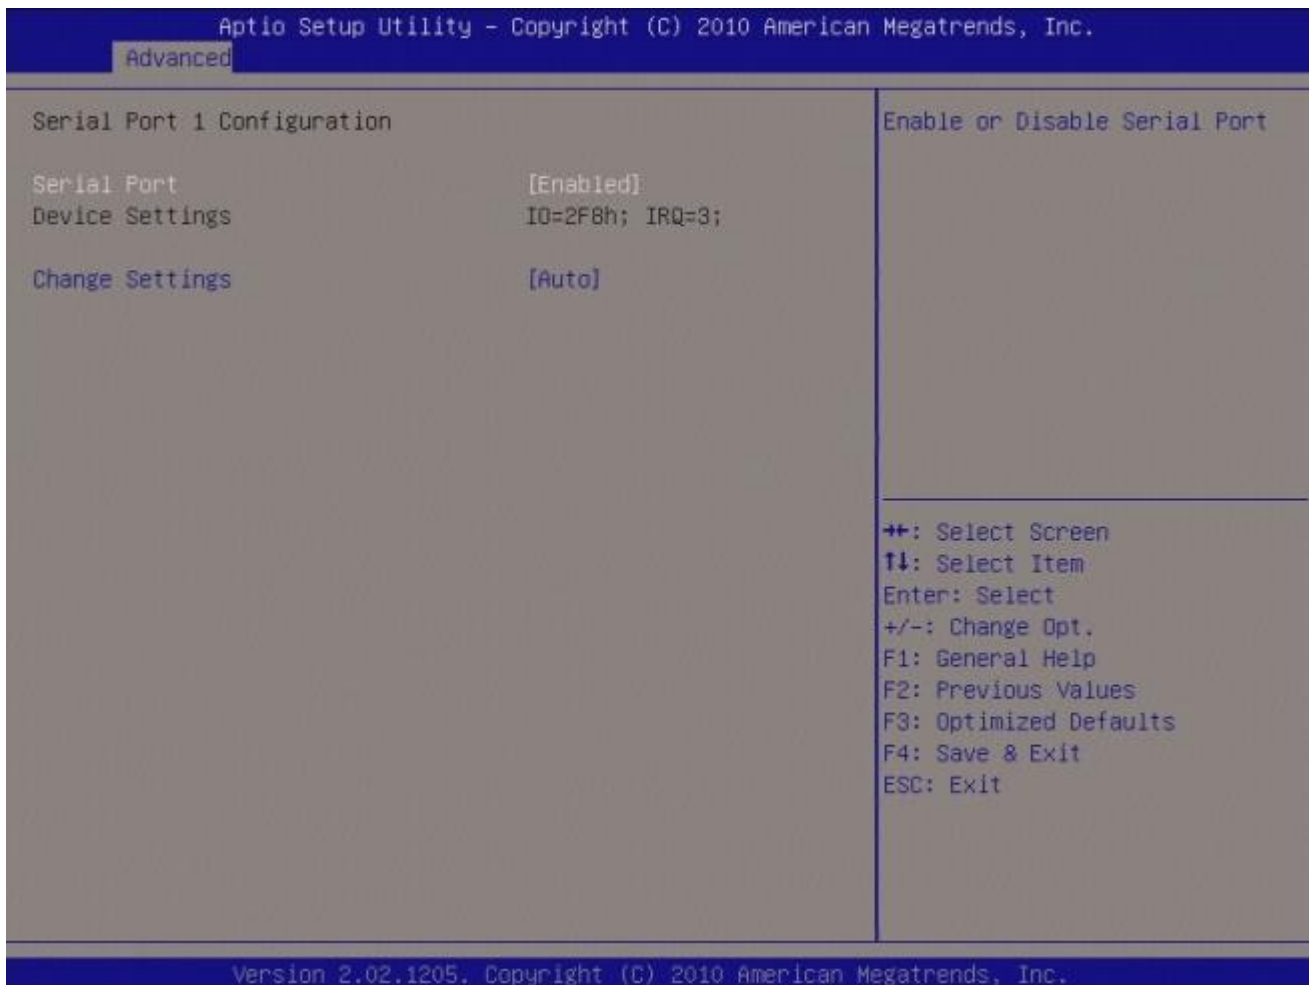 Aptio Setup Utility – Copyright (C) 2010 American Megatrends, Inc.
Advanced
Serial Port 1 Configuration
Serial Port [Enabled]
Device Settings IO=2F8h; IRQ=3;
Change Settings [Auto]
Enable or Disable Serial Port
→←: Select Screen
↑↓: Select Item
Enter: Select
+/-: Change Opt.
F1: General Help
F2: Previous Values
F3: Optimized Defaults
F4: Save & Exit
ESC: Exit
Version 2.02.1205. Copyright (C) 2010 American Megatrends, Inc.